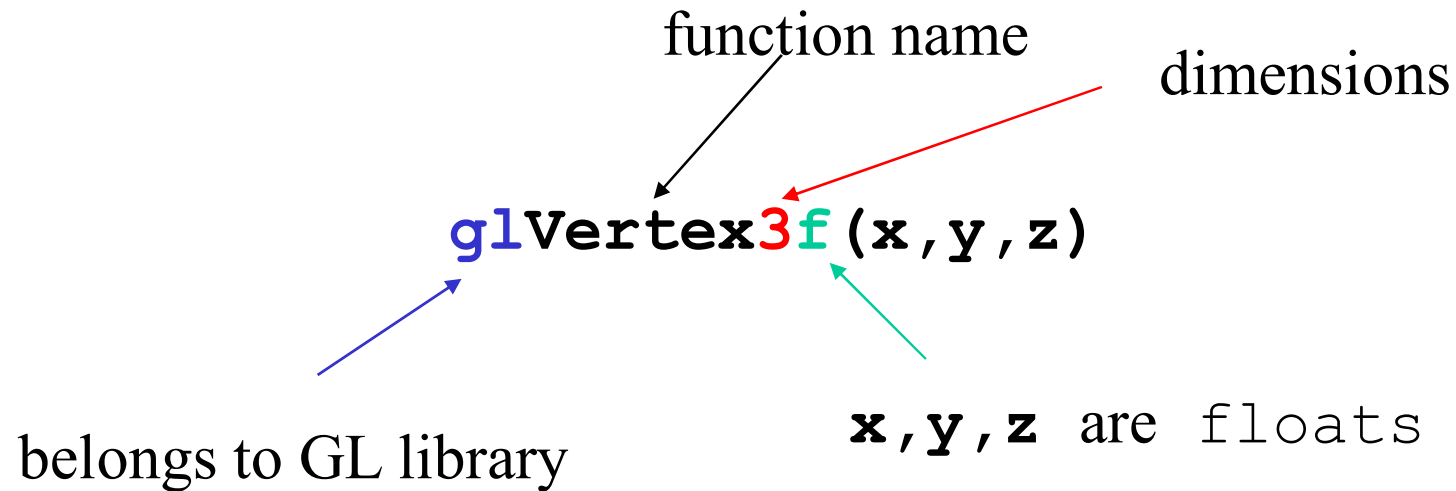 function name
dimensions
glVertex3f(x,y,z)
belongs to GL library
x,y,z are floats